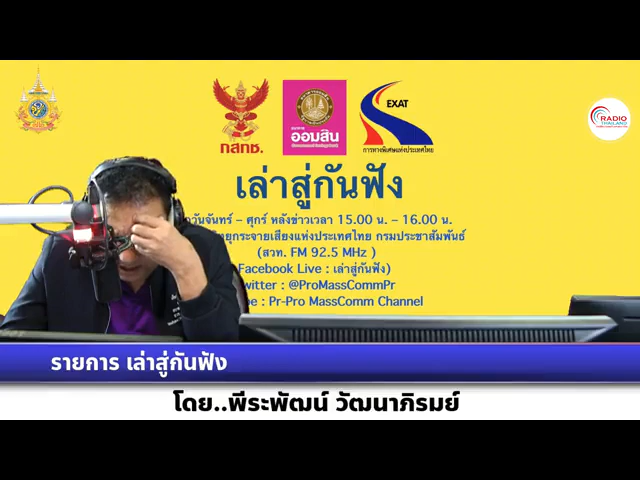 กสทช.
ธนาคาร
ออมสิน
EXAT
การทางพิเศษแห่งประเทศไทย
RADIO
THAILAND
เล่าสู่กันฟัง
วันจันทร์ – ศุกร์ หลังข่าวเวลา 15.00 น. – 16.00 น.
ยุกระจายเสียงแห่งประเทศไทย กรมประชาสัมพันธ์
(สวท. FM 92.5 MHz )
Facebook Live : เล่าสู่กันฟัง)
witter : @ProMassCommPr
e : Pr-Pro MassComm Channel
รายการ เล่าสู่กันฟัง
โดย..พีระพัฒน์ วัฒนาภิรมย์